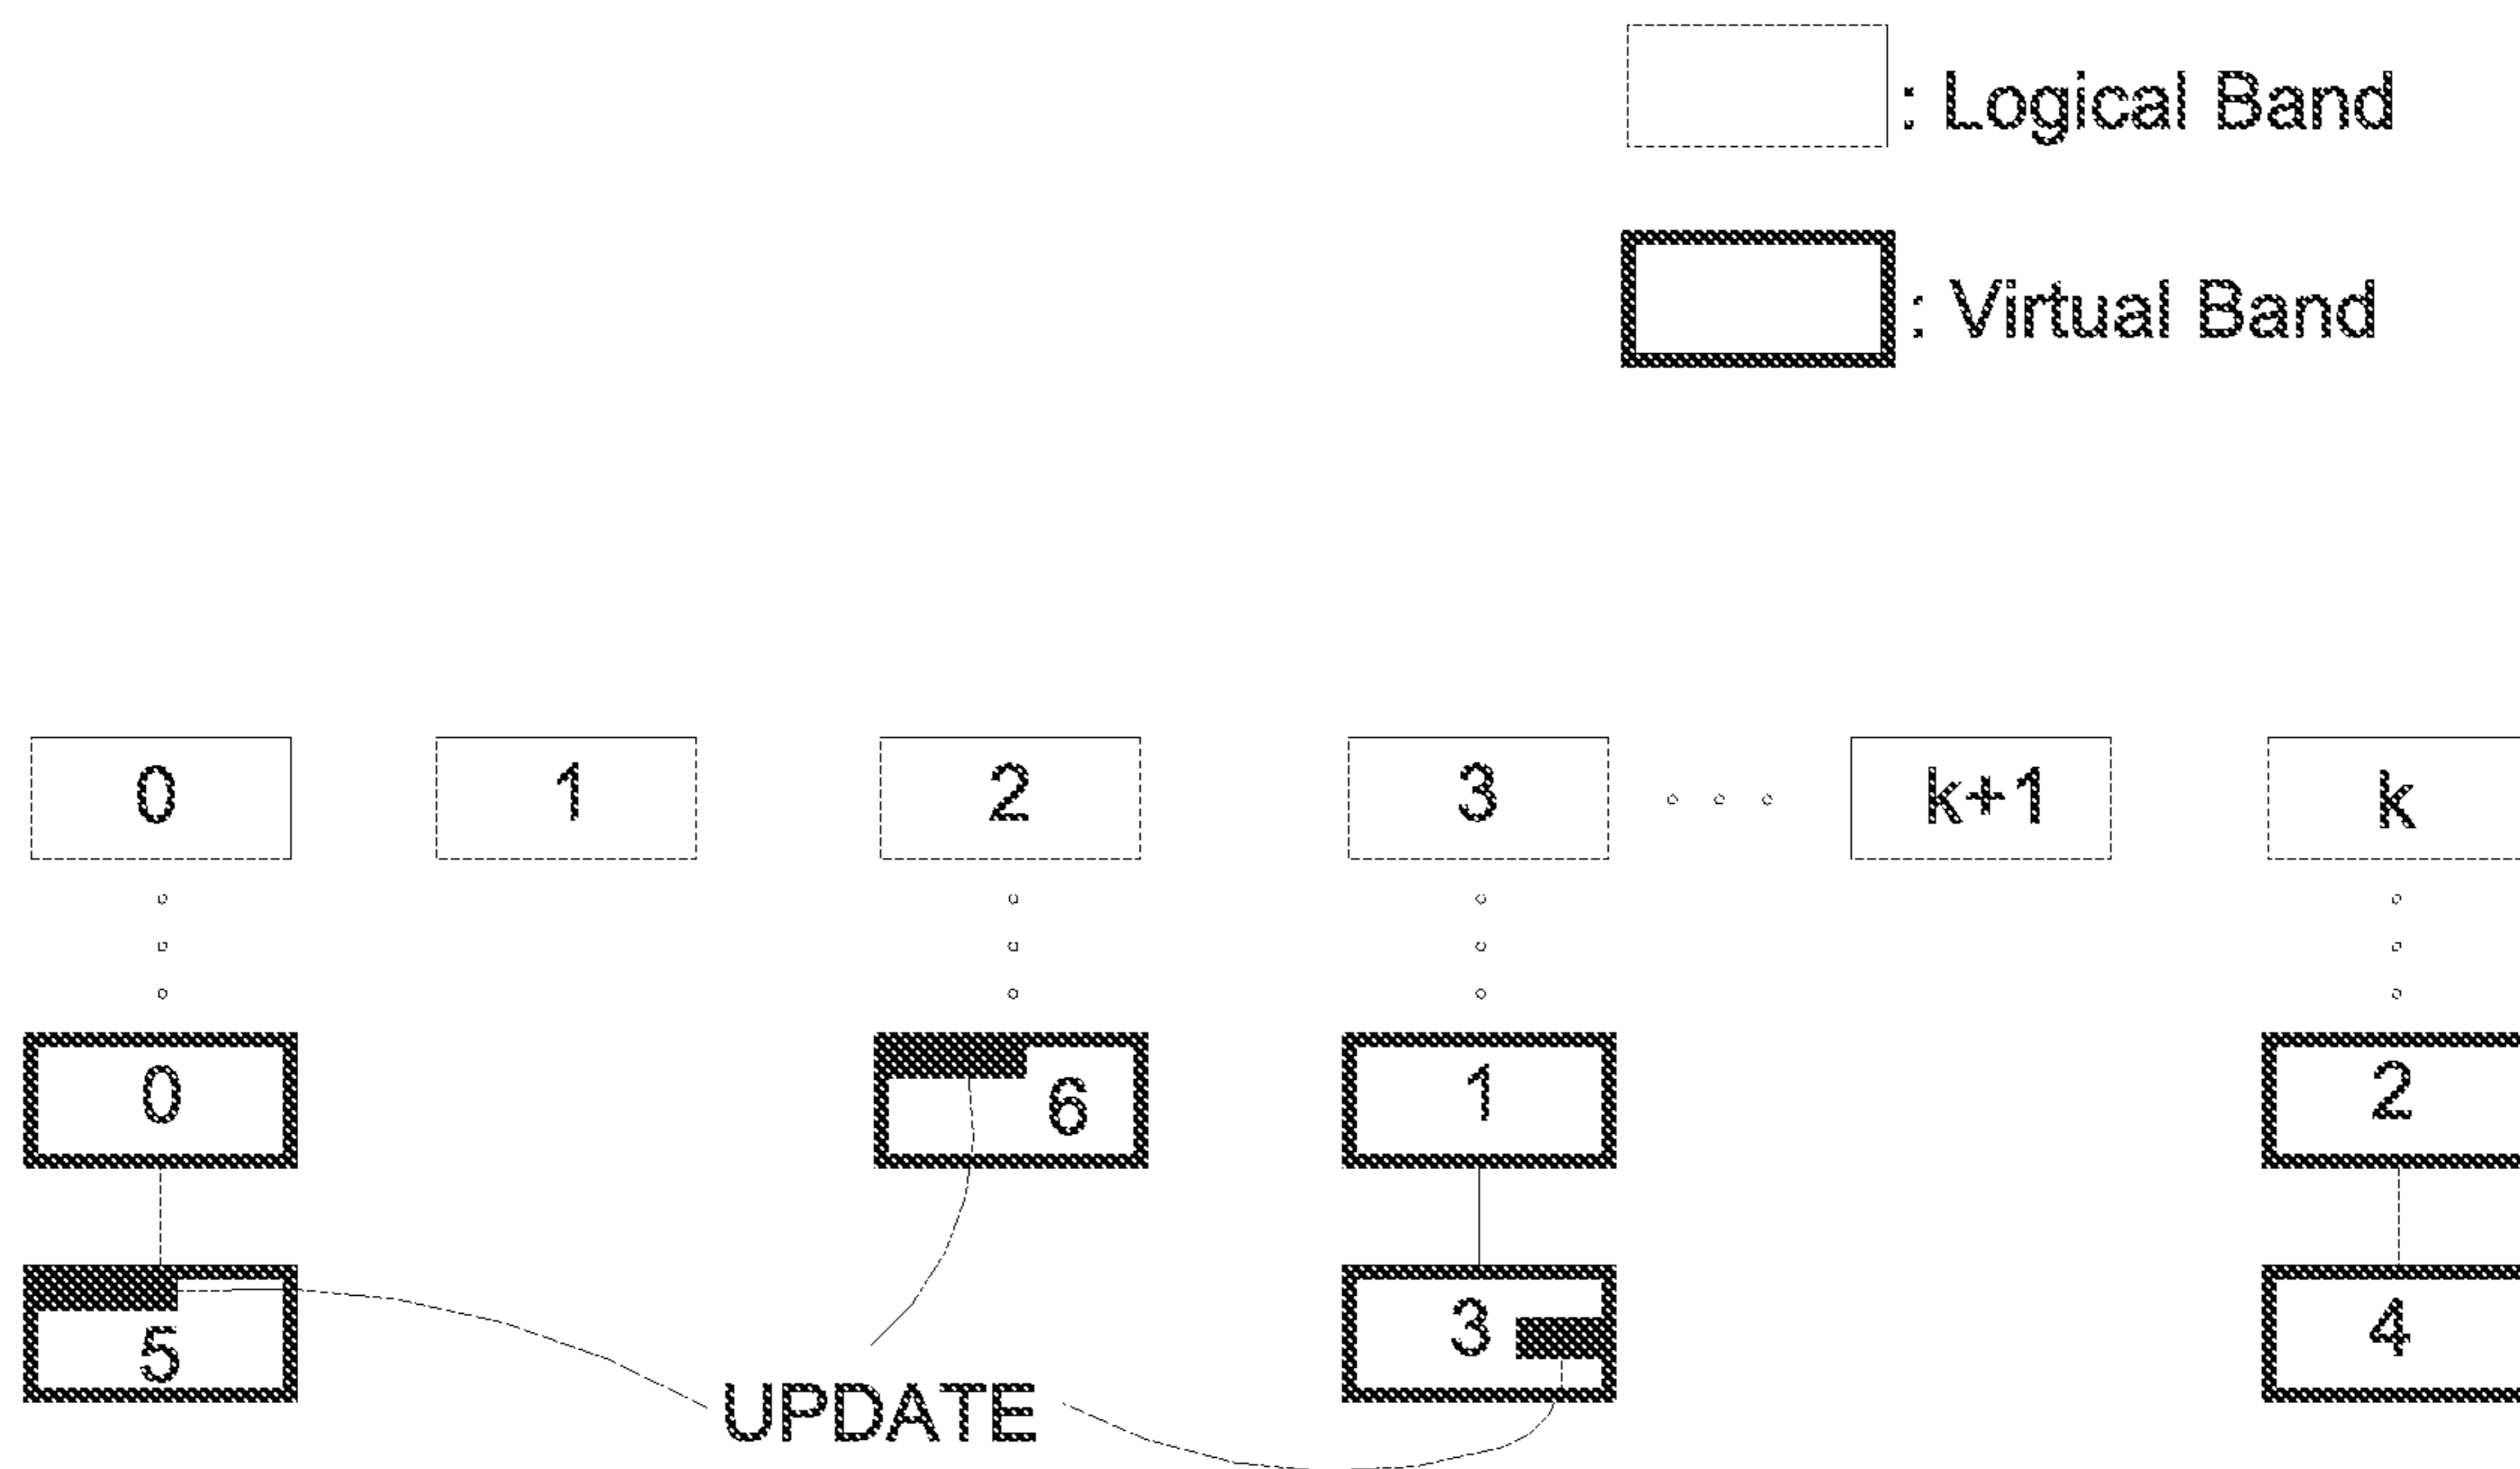 : Logical Band
: Virtual Band
0 1 2 3 k+1 k
0 6 1 2
5 3 4
UPDATE